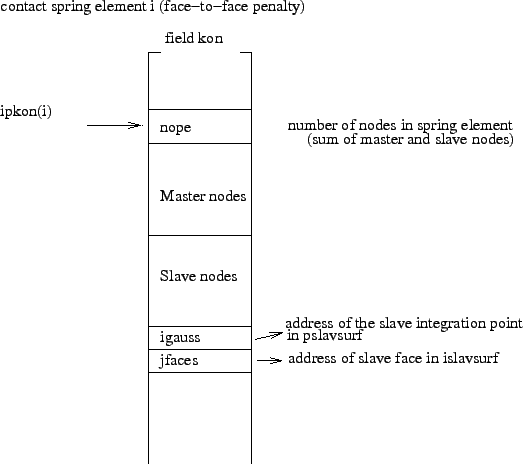 contact spring element i (face−to−face penalty)
field kon
ipkon(i)
nope
number of nodes in spring element
(sum of master and slave nodes)
Master nodes
Slave nodes
address of the slave integration point
igauss
in pslavsurf
jfaces
address of slave face in islavsurf